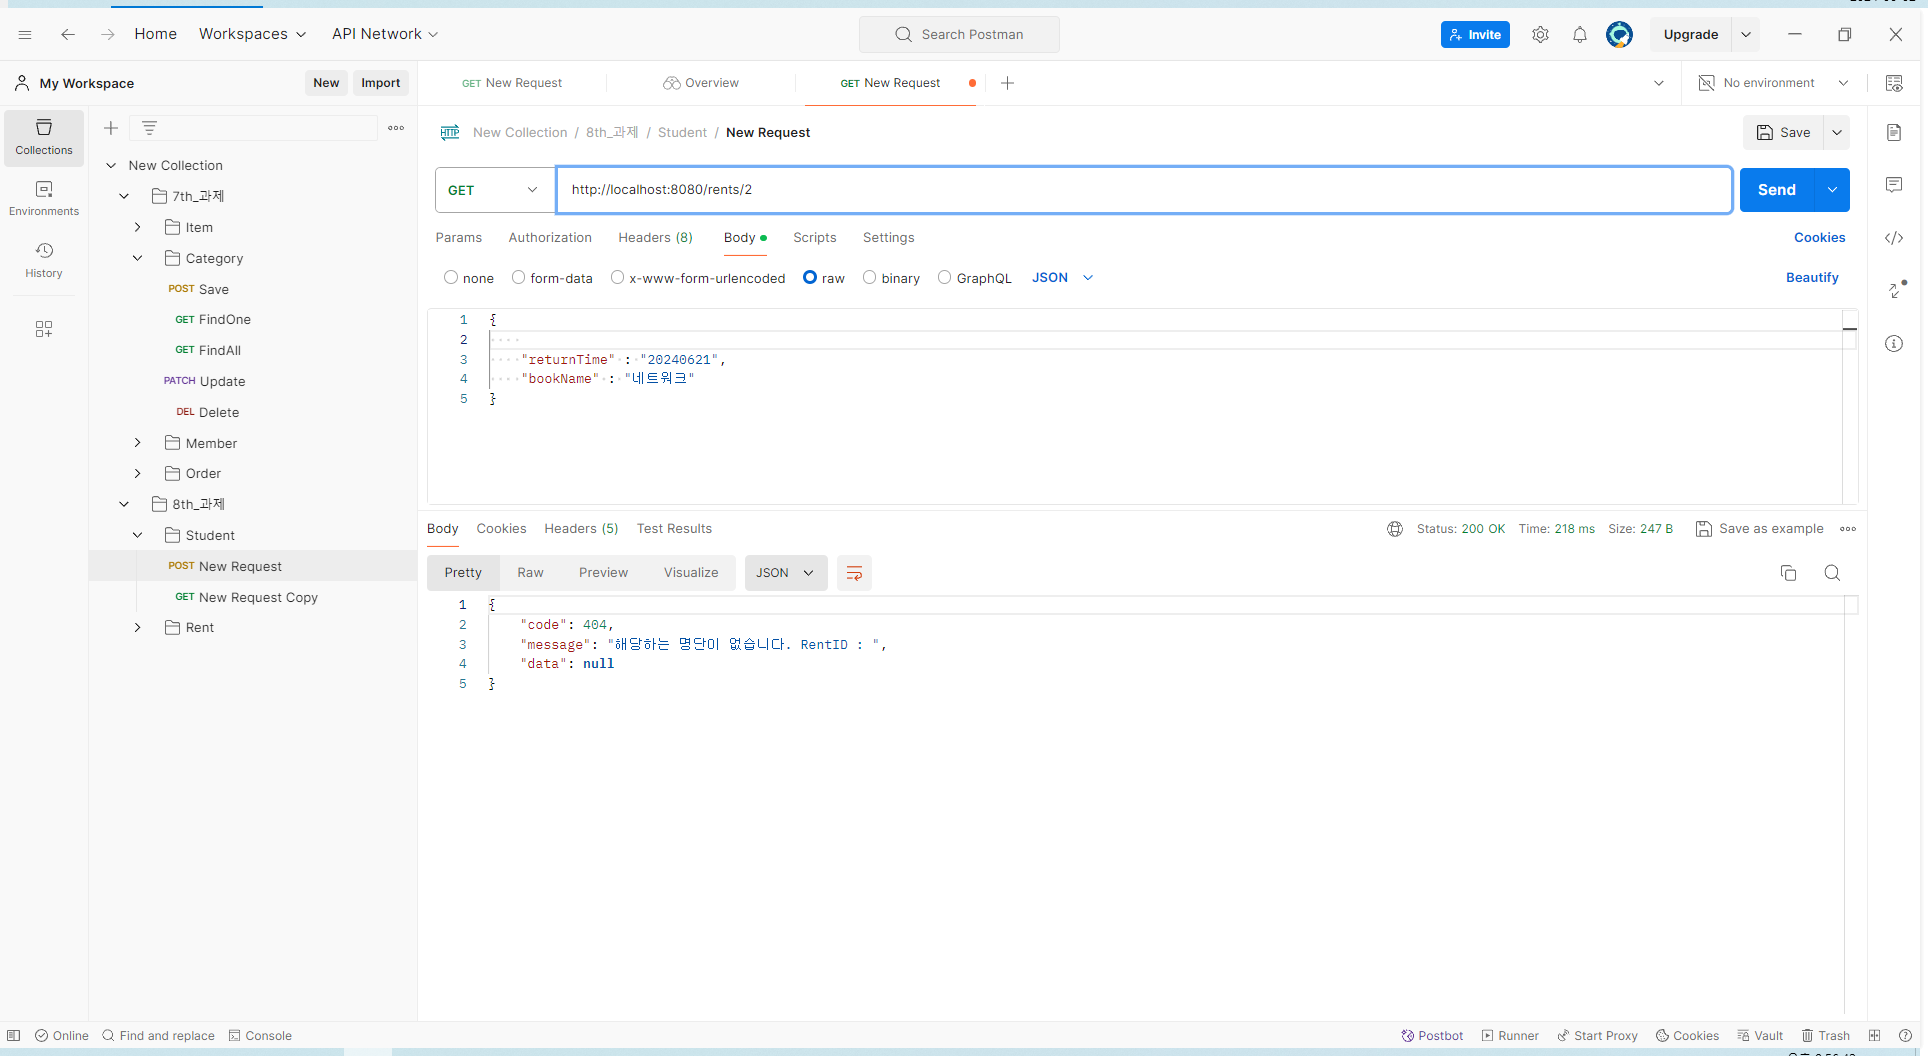 Home Workspaces API Network Search Postman Invite Upgrade
My Workspace New Import GET New Request Overview GET New Request No environment
Collections
Environments
History
New Collection
7th_과제
Item
Category
POST Save
GET FindOne
GET FindAll
PATCH Update
DEL Delete
Member
Order
8th_과제
Student
POST New Request
GET New Request Copy
Rent
HTTP New Collection / 8th_과제 / Student / New Request Save
GET http://localhost:8080/rents/2 Send
Params Authorization Headers (8) Body Scripts Settings Cookies
none form-data x-www-form-urlencoded raw binary GraphQL JSON Beautify
1 {
2
3 "returnTime" : "20240621",
4 "bookName" : "네트워크"
5 }
Body Cookies Headers (5) Test Results Status: 200 OK Time: 218 ms Size: 247 B Save as example
Pretty Raw Preview Visualize JSON
1 {
2 "code": 404,
3 "message": "해당하는 명단이 없습니다. RentID : ",
4 "data": null
5 }
Online Find and replace Console Postbot Runner Start Proxy Cookies Vault Trash